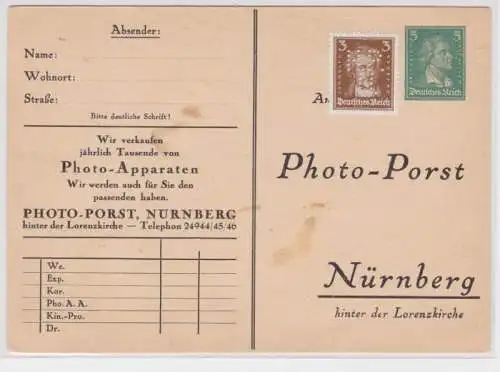 Absender:
Name:
Wohnort:
Straße:
Bitte deutliche Schrift!
Wir verkaufen
jährlich Tausende von
Photo-Apparaten
Wir werden auch für Sie den
passenden haben.
PHOTO-PORST, NURNBERG
hinter der Lorenzkirche — Telephon 24944/45/46
We.
Exp.
Kor.
Pho. A. A.
Kin.-Pro.
Dr.
3 3
Deutsches Reich
5 5
Deutsches Reich
An
Photo-Porst
Nürnberg
hinter der Lorenzkirche